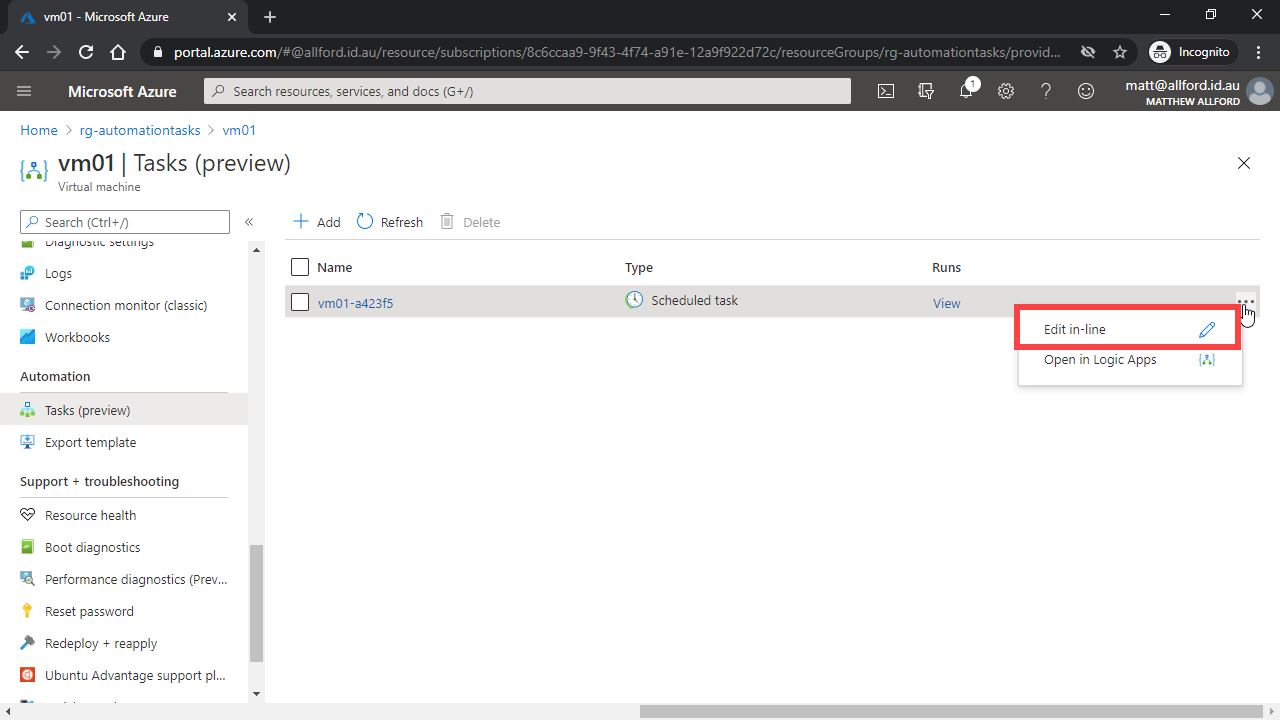 vm01 - Microsoft Azure
portal.azure.com/#@allford.id.au/resource/subscriptions/8c6ccaa9-9f43-4f74-a91e-12a9f922d72c/resourceGroups/rg-automationtasks/provid...
Incognito
Microsoft Azure
Search resources, services, and docs (G+/)
1
matt@allford.id.au
MATTHEW ALLFORD
Home > rg-automationtasks > vm01
vm01 | Tasks (preview)
Virtual machine
Search (Ctrl+/)
«
Add
Refresh
Delete
Diagnostic settings
Logs
Connection monitor (classic)
Workbooks
Automation
Tasks (preview)
Export template
Support + troubleshooting
Resource health
Boot diagnostics
Performance diagnostics (Prev...
Reset password
Redeploy + reapply
Ubuntu Advantage support pl...
Name Type Runs
vm01-a423f5 Scheduled task View
Edit in-line
Open in Logic Apps